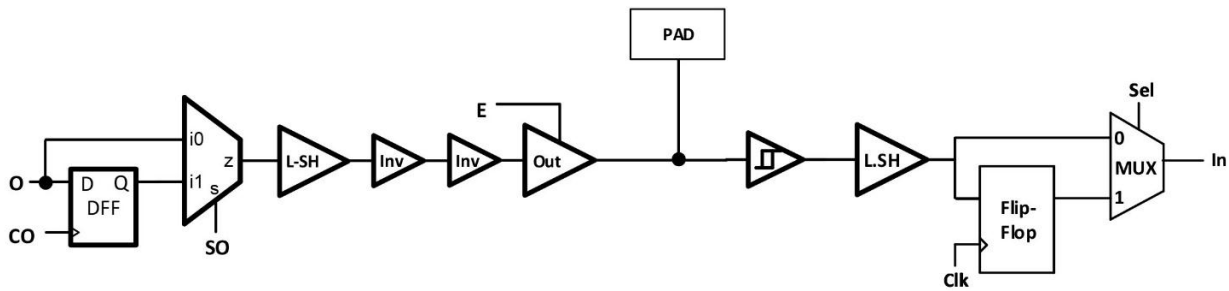 PAD
Sel
E
i0
0
z
L-SH
Inv
Inv
Out
L.SH
MUX
In
O
D Q
i1
s
1
DFF
Flip-
Flop
CO
SO
Clk